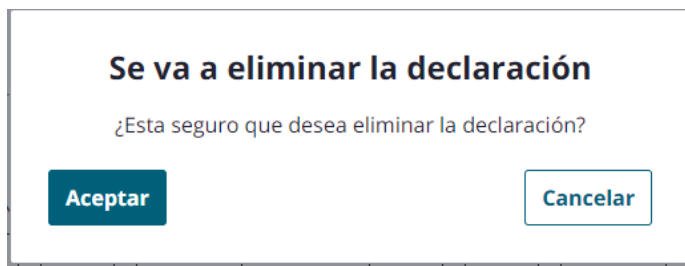 Se va a eliminar la declaración
¿Esta seguro que desea eliminar la declaración?
Aceptar
Cancelar